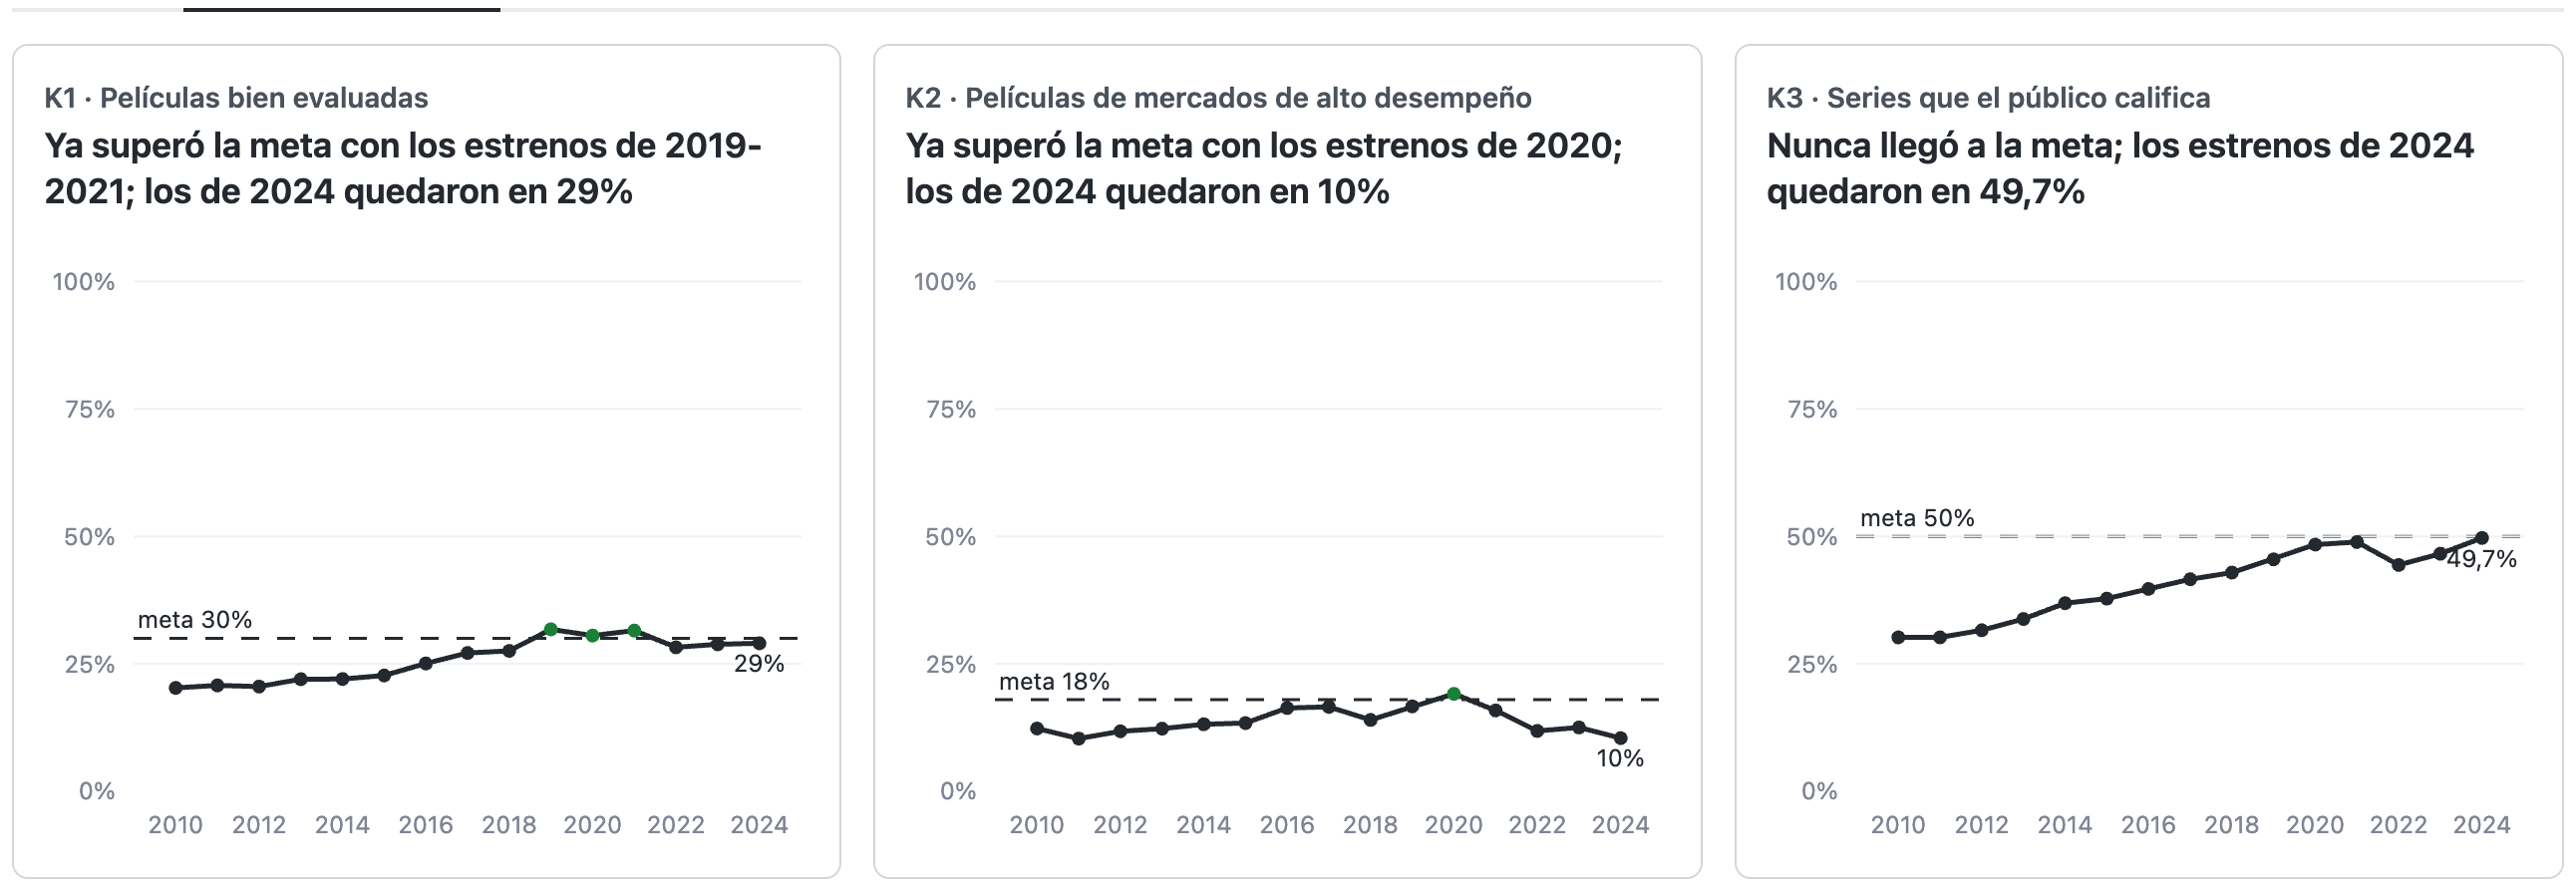 K1 · Películas bien evaluadas
Ya superó la meta con los estrenos de 2019-
2021; los de 2024 quedaron en 29%
100%
75%
50%
meta 30%
25%
29%
0%
2010 2012 2014 2016 2018 2020 2022 2024
K2 · Películas de mercados de alto desempeño
Ya superó la meta con los estrenos de 2020;
los de 2024 quedaron en 10%
100%
75%
50%
25%
meta 18%
10%
0%
2010 2012 2014 2016 2018 2020 2022 2024
K3 · Series que el público califica
Nunca llegó a la meta; los estrenos de 2024
quedaron en 49,7%
100%
75%
meta 50%
50%
49,7%
25%
0%
2010 2012 2014 2016 2018 2020 2022 2024